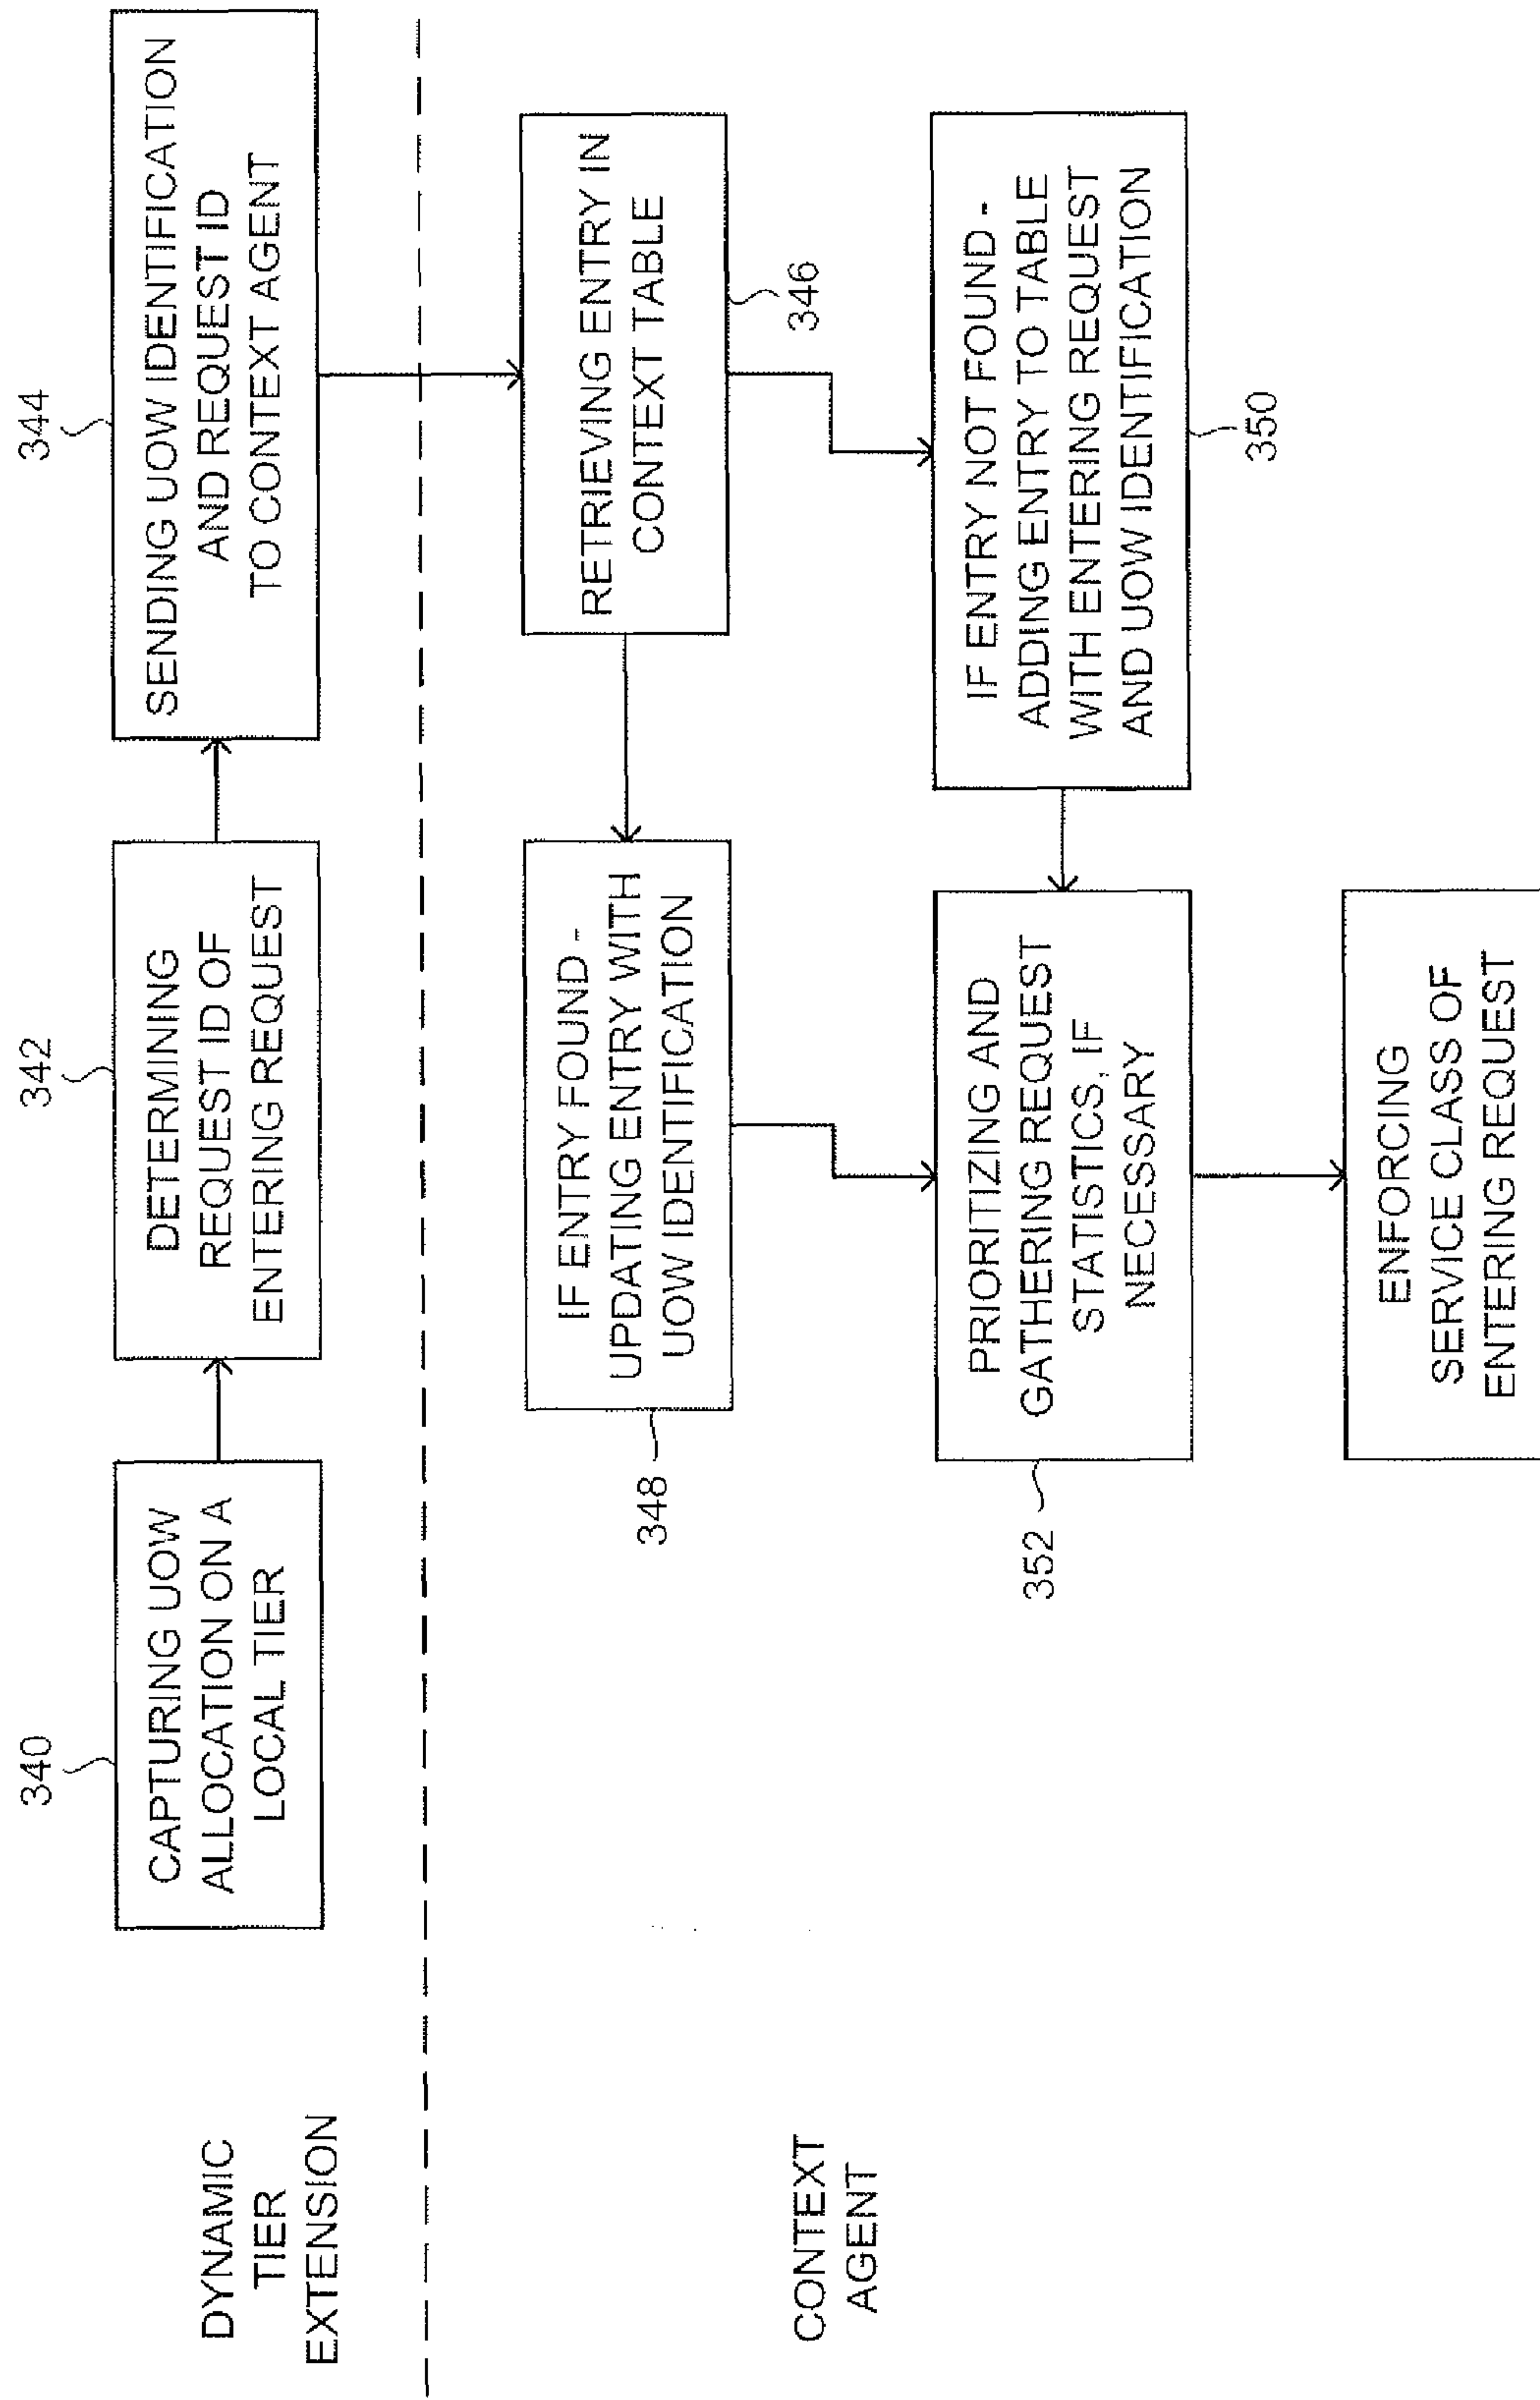 340
CAPTURING UOW
ALLOCATION ON A
LOCAL TIER
342
DETERMINING
REQUEST ID OF
ENTERING REQUEST
344
SENDING UOW IDENTIFICATION
AND REQUEST ID
TO CONTEXT AGENT
DYNAMIC
TIER
EXTENSION
CONTEXT
AGENT
RETRIEVING ENTRY IN
CONTEXT TABLE
346
IF ENTRY FOUND -
UPDATING ENTRY WITH
UOW IDENTIFICATION
348
IF ENTRY NOT FOUND -
ADDING ENTRY TO TABLE
WITH ENTERING REQUEST
AND UOW IDENTIFICATION
350
PRIORITIZING AND
GATHERING REQUEST
STATISTICS, IF
NECESSARY
352
ENFORCING
SERVICE CLASS OF
ENTERING REQUEST